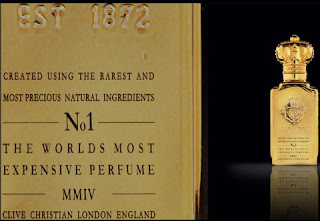 EST 1872
CREATED USING THE RAREST AND
MOST PRECIOUS NATURAL INGREDIENTS
No1
THE WORLDS MOST
EXPENSIVE PERFUME
MMIV
CLIVE CHRISTIAN LONDON ENGLAND